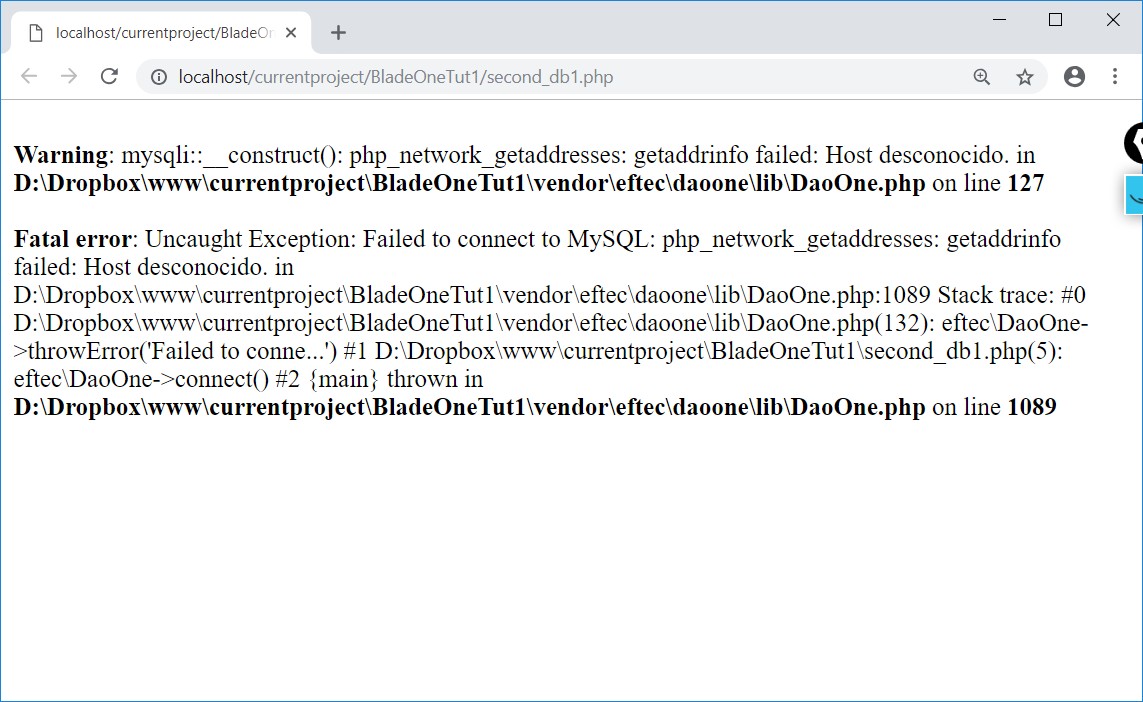 localhost/currentproject/BladeOn
localhost/currentproject/BladeOneTut1/second_db1.php
Warning: mysqli::__construct(): php_network_getaddresses: getaddrinfo failed: Host desconocido. in
D:\Dropbox\www\currentproject\BladeOneTut1\vendor\eftec\daoone\lib\DaoOne.php on line 127
Fatal error: Uncaught Exception: Failed to connect to MySQL: php_network_getaddresses: getaddrinfo
failed: Host desconocido. in
D:\Dropbox\www\currentproject\BladeOneTut1\vendor\eftec\daoone\lib\DaoOne.php:1089 Stack trace: #0
D:\Dropbox\www\currentproject\BladeOneTut1\vendor\eftec\daoone\lib\DaoOne.php(132): eftec\DaoOne-
>throwError('Failed to conne...') #1 D:\Dropbox\www\currentproject\BladeOneTut1\second_db1.php(5):
eftec\DaoOne->connect() #2 {main} thrown in
D:\Dropbox\www\currentproject\BladeOneTut1\vendor\eftec\daoone\lib\DaoOne.php on line 1089